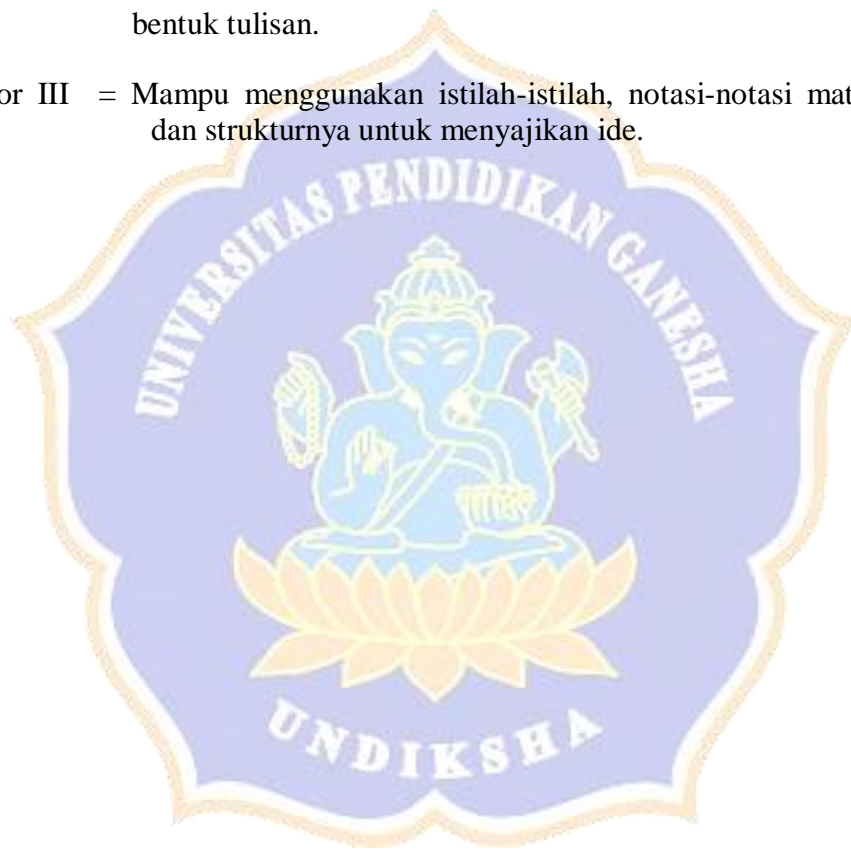 bentuk tulisan.
or III = Mampu menggunakan istilah-istilah, notasi-notasi mat
dan strukturnya untuk menyajikan ide.
UNIVERSITAS PENDIDIKAN GANESHA
UNDIKSHA